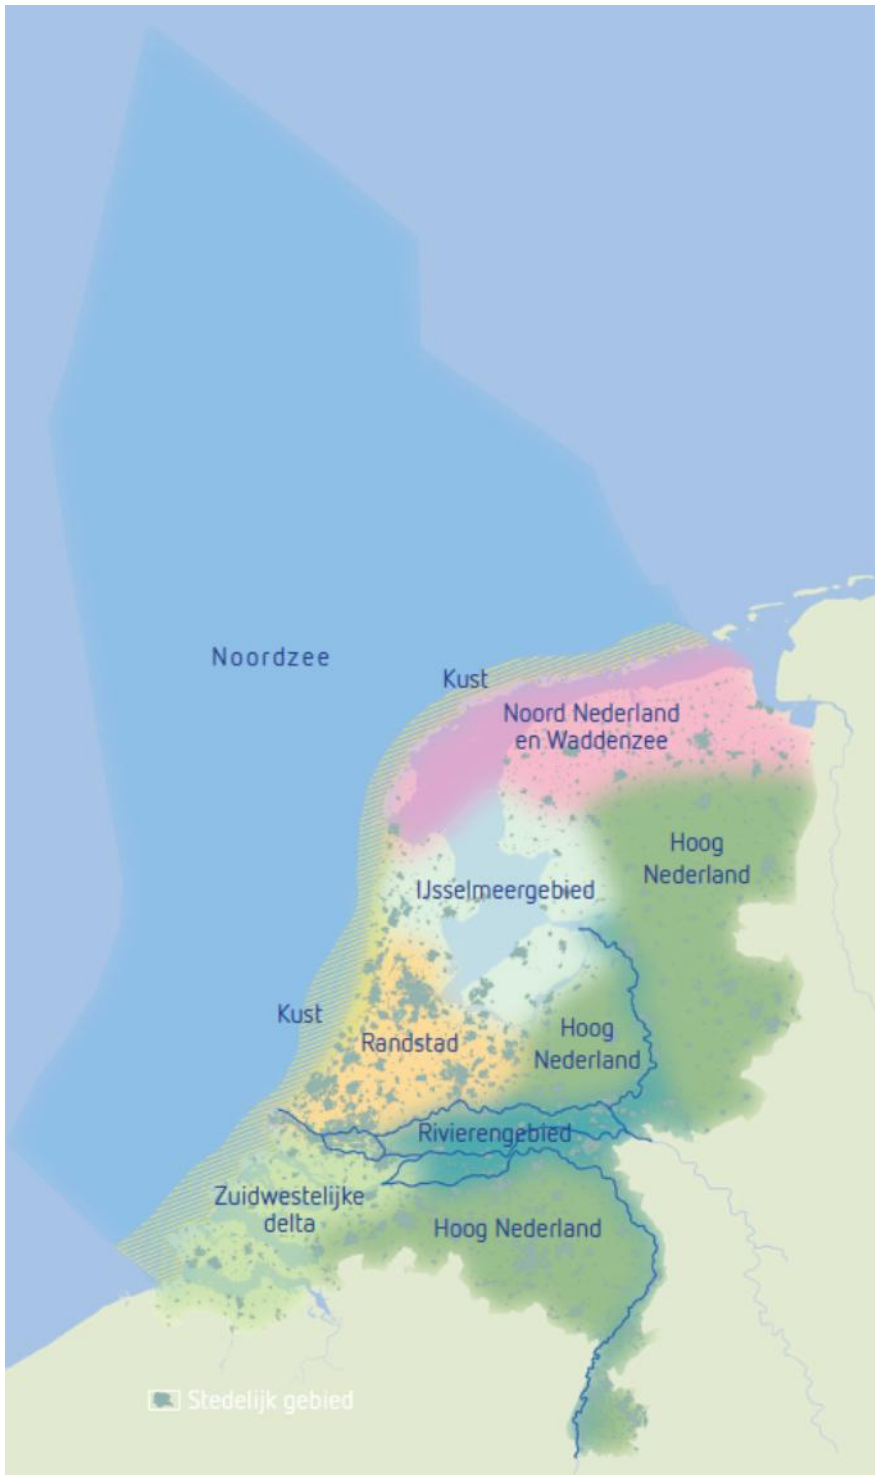 Noordzee
Kust
Noord Nederland
en Waddenzee
Hoog
Nederland
IJsselmeergebied
Kust
Randstad
Hoog
Nederland
Rivierengebied
Zuidwestelijke
delta
Hoog Nederland
Stedelijk gebied